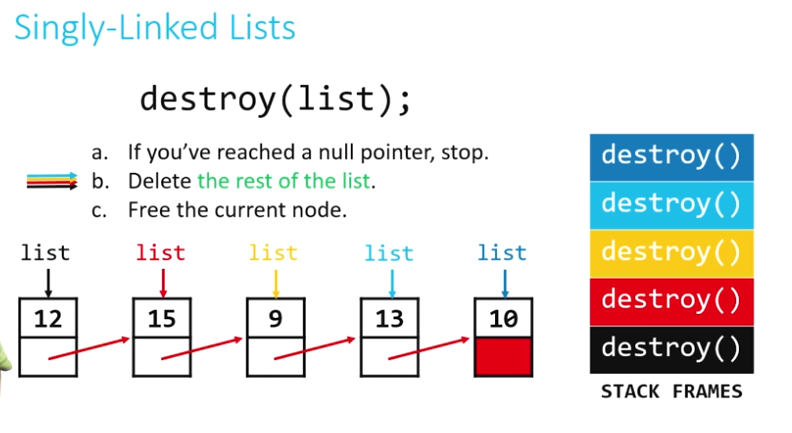 Singly-Linked Lists
destroy(list);
a. If you've reached a null pointer, stop.
b. Delete the rest of the list.
c. Free the current node.
list list list list list
12 15 9 13 10
destroy()
destroy()
destroy()
destroy()
destroy()
STACK FRAMES